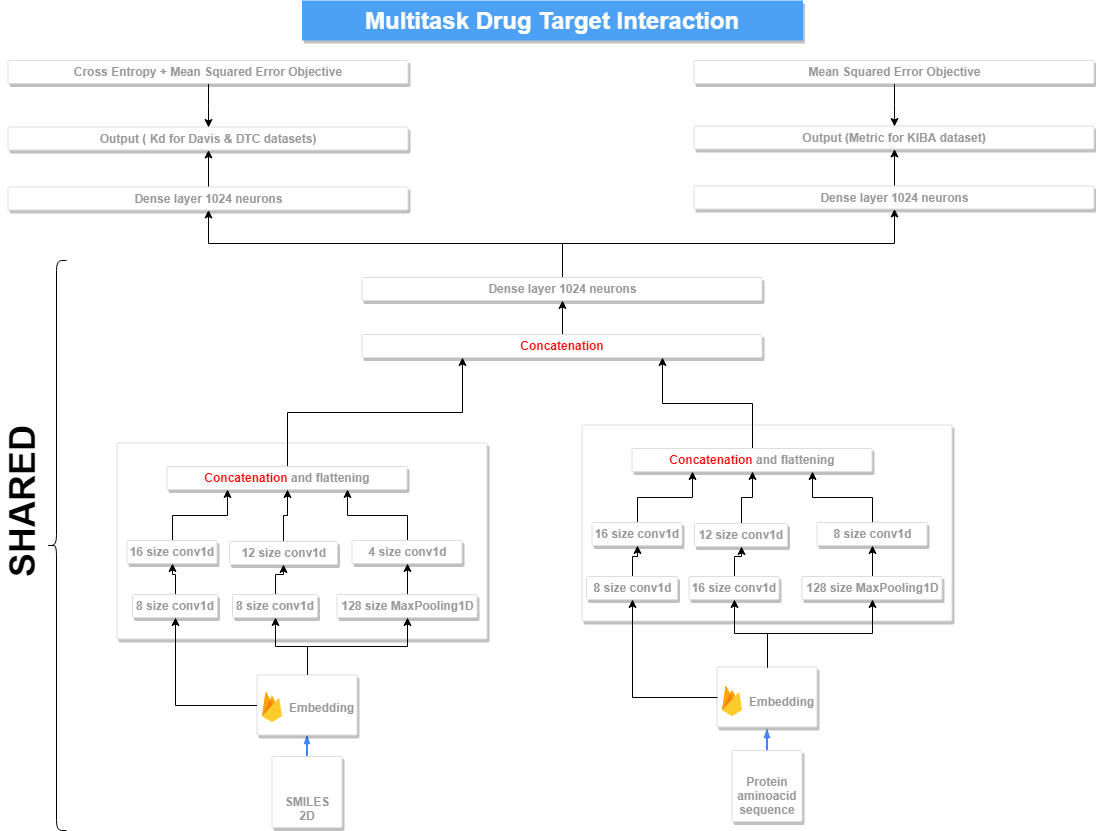 Multitask Drug Target Interaction
Cross Entropy + Mean Squared Error Objective
Mean Squared Error Objective
Output ( Kd for Davis & DTC datasets)
Output (Metric for KIBA dataset)
Dense layer 1024 neurons
Dense layer 1024 neurons
SHARED
Dense layer 1024 neurons
Concatenation
Concatenation and flattening
16 size conv1d
12 size conv1d
4 size conv1d
8 size conv1d
8 size conv1d
128 size MaxPooling1D
Embedding
SMILES
2D
Concatenation and flattening
16 size conv1d
12 size conv1d
8 size conv1d
8 size conv1d
16 size conv1d
128 size MaxPooling1D
Embedding
Protein
aminoacid
sequence